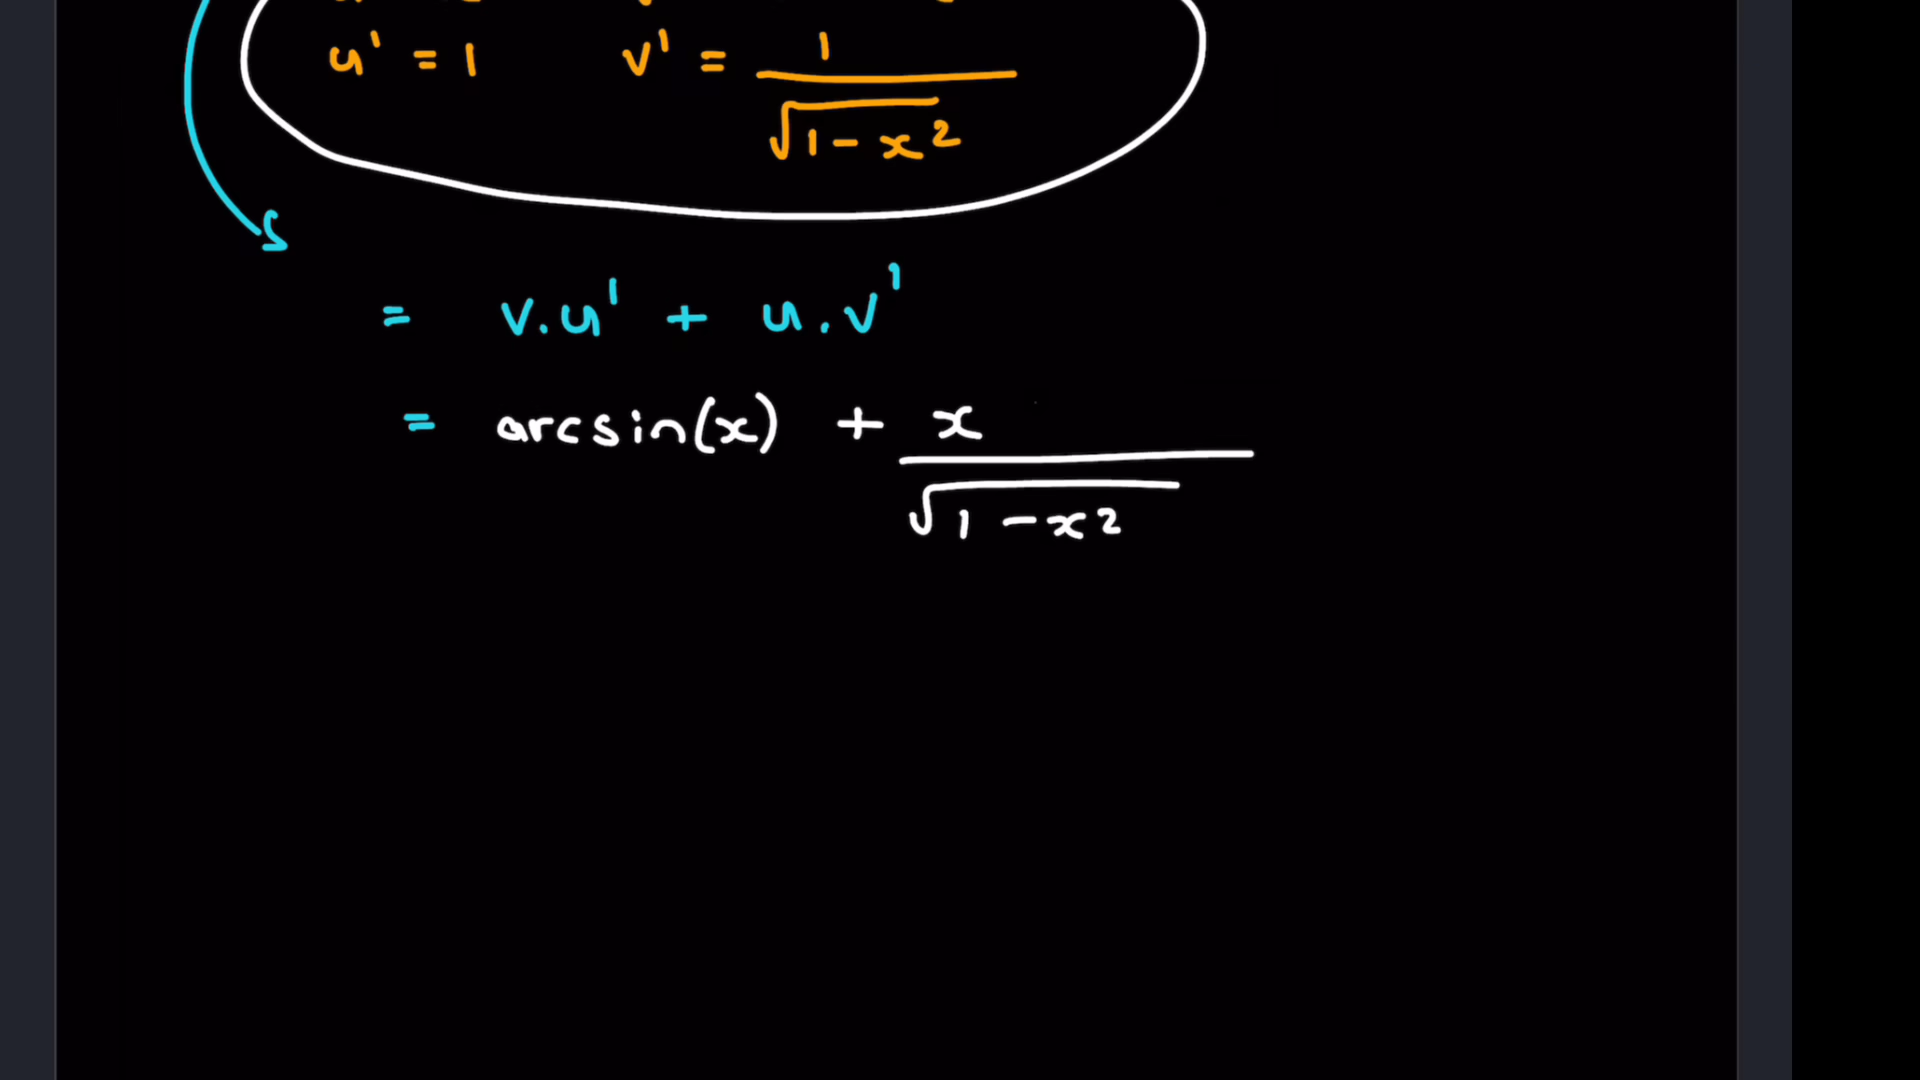 u' = 1 v' = 1/√(1-x²)
= v.u' + u.v'
= arcsin(x) + x/√(1-x²)